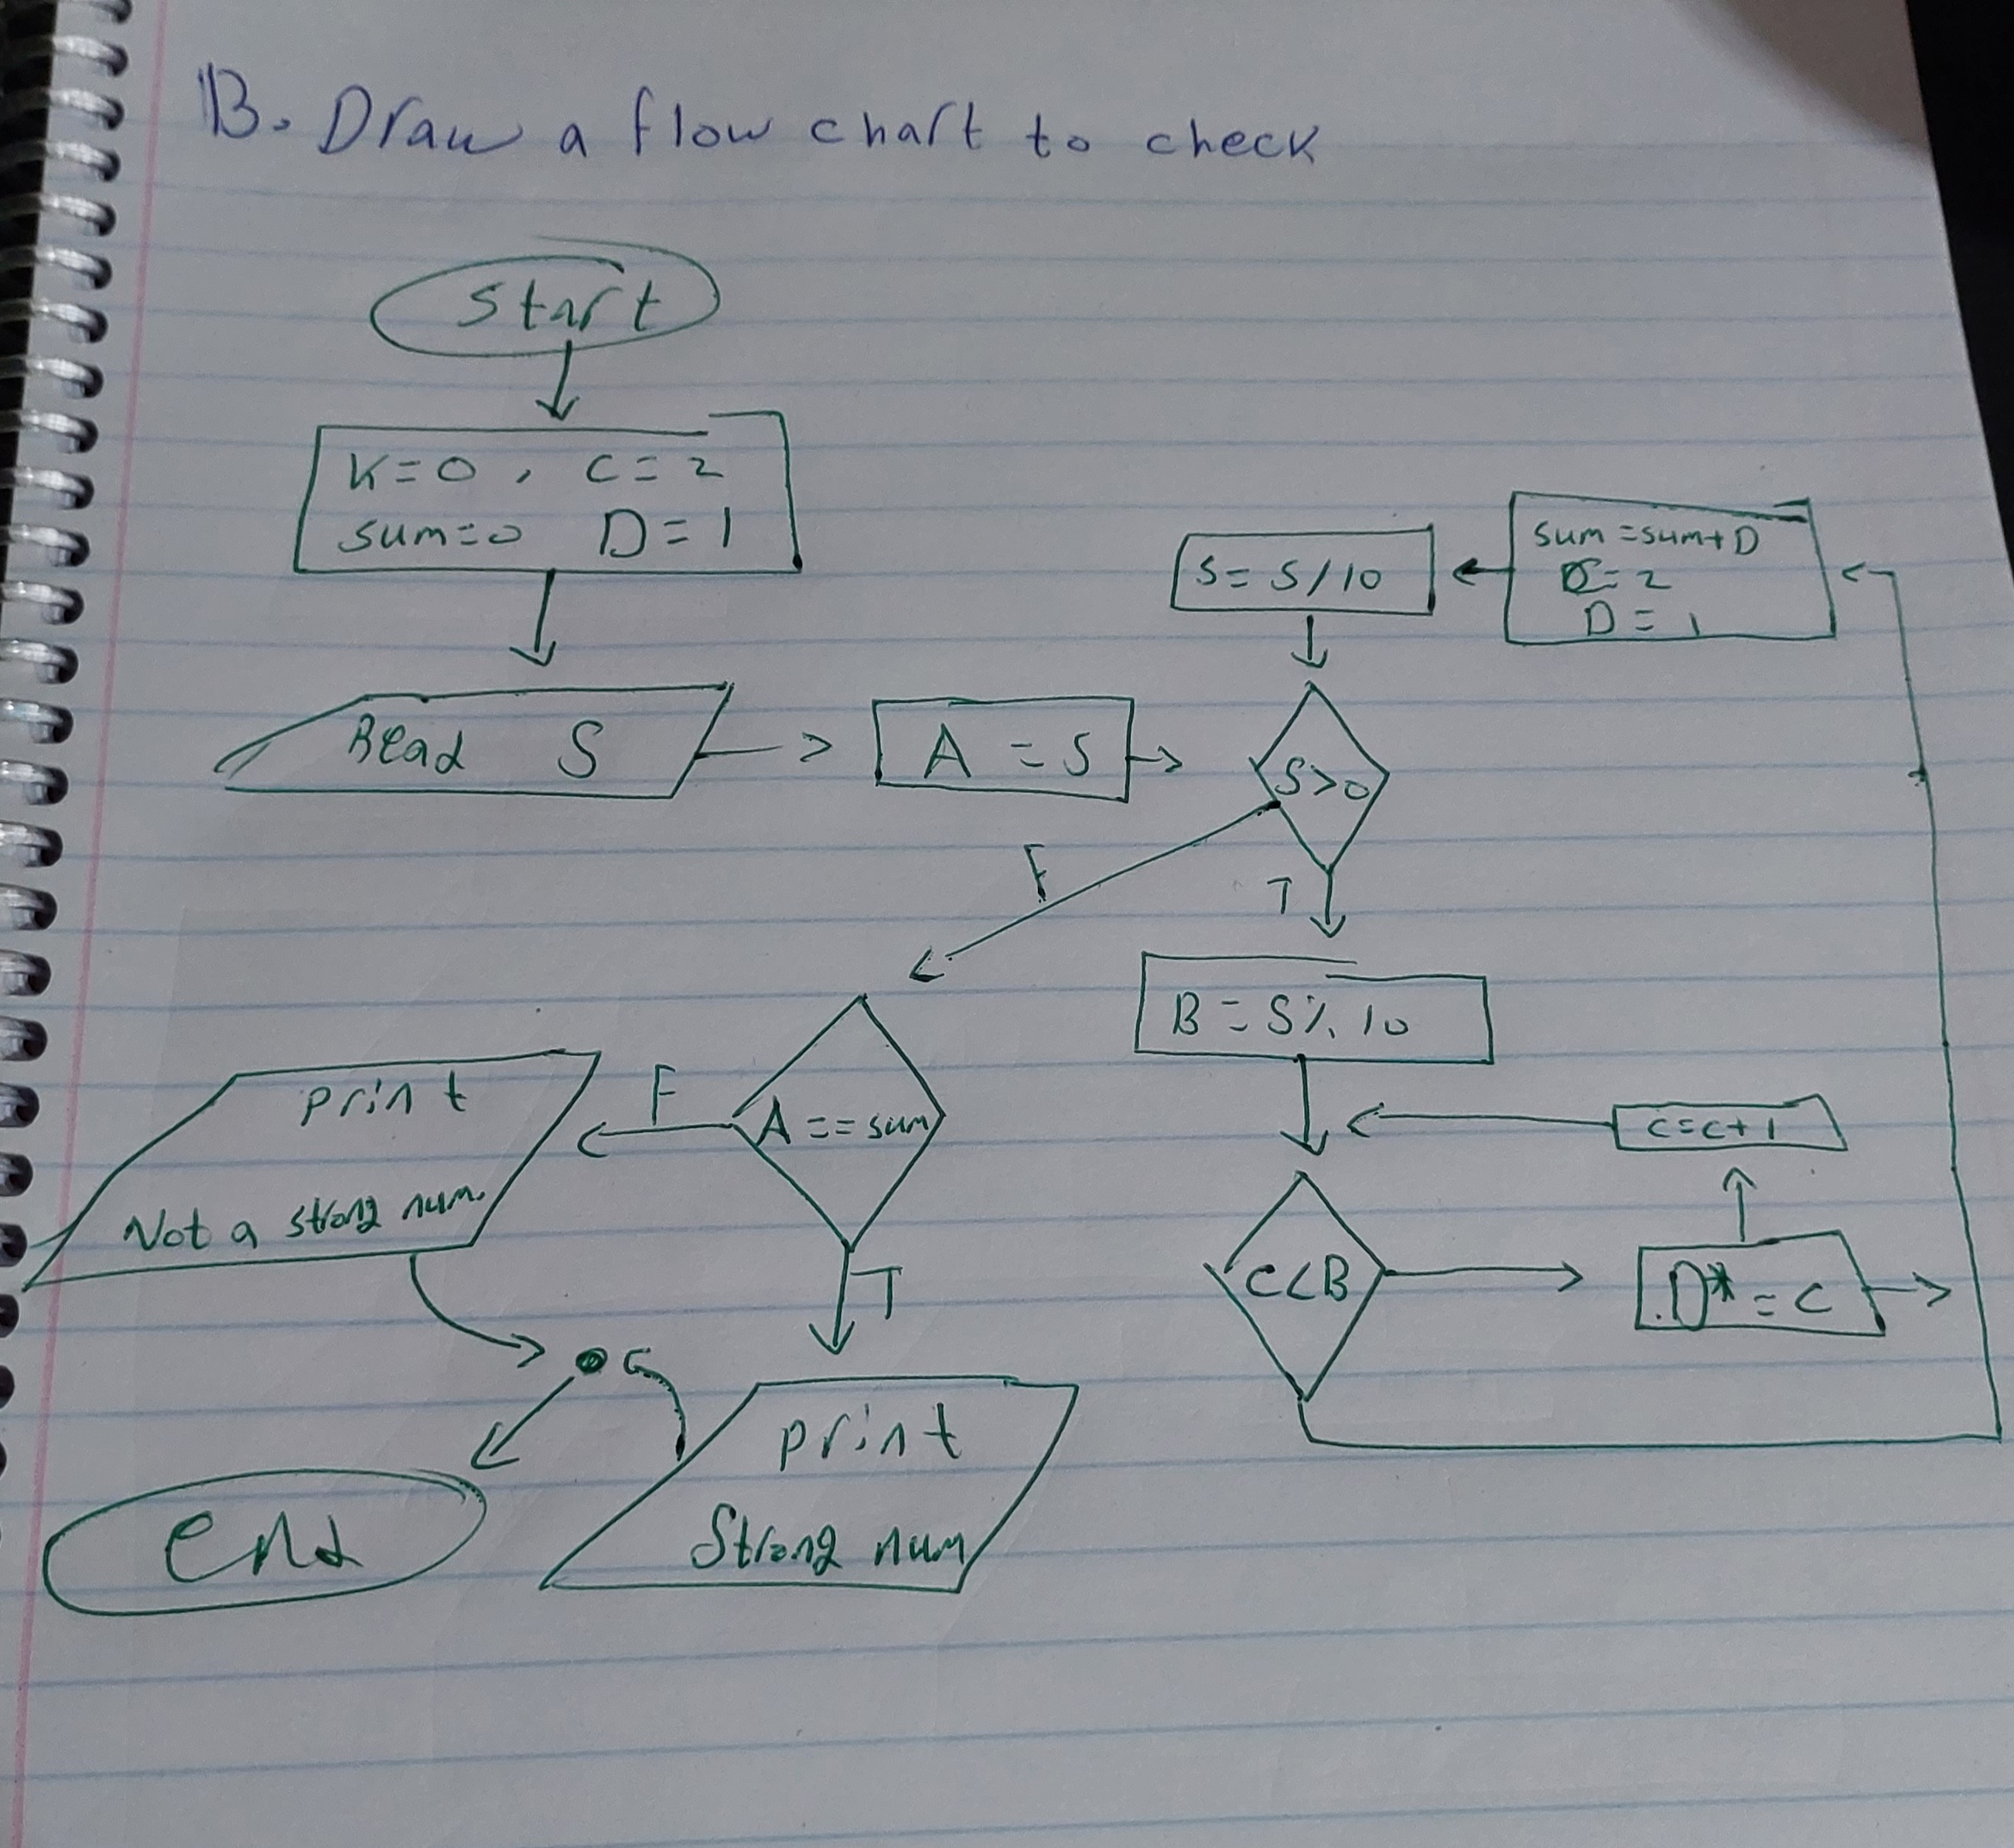 B. Draw a flow chart to check
Start
K=0 , C=2
sum=0 D=1
Read S
A = S
S>0
F
T
B = S% 10
C<B
D* = C
C=C+1
sum=sum+D
C=2
D=1
S= S/10
A==sum
F
T
print
Not a strong num.
print
Strong num
End